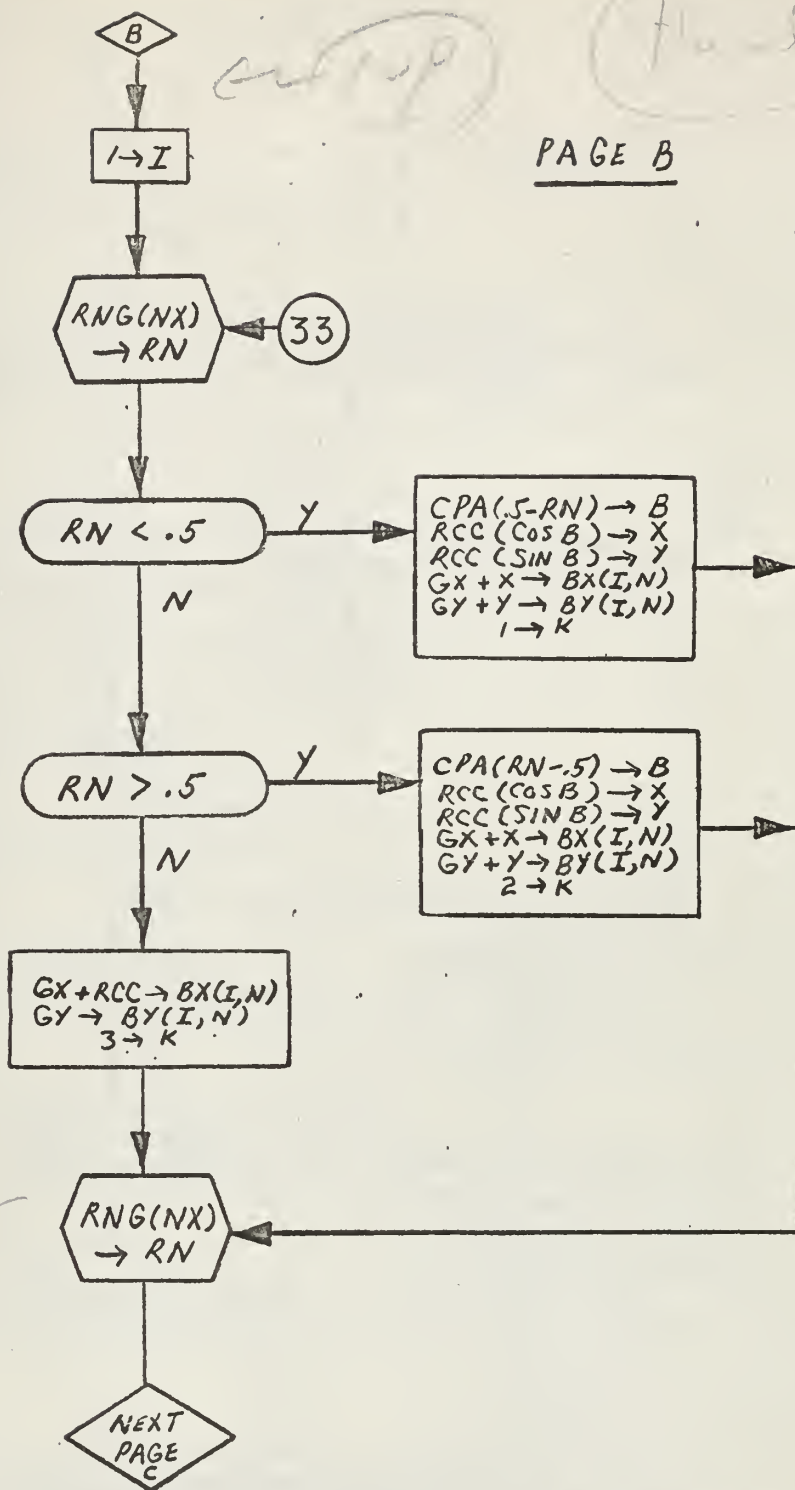 B
PAGE B
1 → I
RNG(NX)
→ RN
33
RN < .5
Y
N
CPA(.5-RN) → B
RCC (COS B) → X
RCC (SIN B) → Y
GX + X → BX(I,N)
GY + Y → BY(I,N)
1 → K
RN > .5
Y
N
CPA(RN-.5) → B
RCC (COS B) → X
RCC (SIN B) → Y
GX + X → BX(I,N)
GY + Y → BY(I,N)
2 → K
GX + RCC → BX(I,N)
GY → BY(I,N)
3 → K
RNG(NX)
→ RN
NEXT
PAGE
C